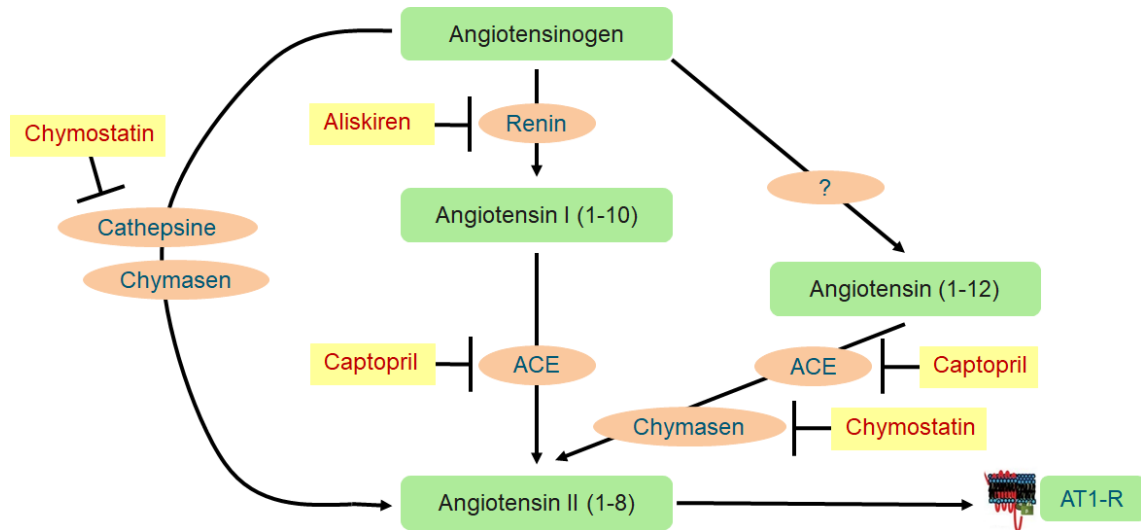 Angiotensinogen
Aliskiren
Renin
Chymostatin
?
Cathepsine
Angiotensin I (1-10)
Chymasen
Angiotensin (1-12)
Captopril
ACE
ACE
Captopril
Chymasen
Chymostatin
Angiotensin II (1-8)
AT1-R